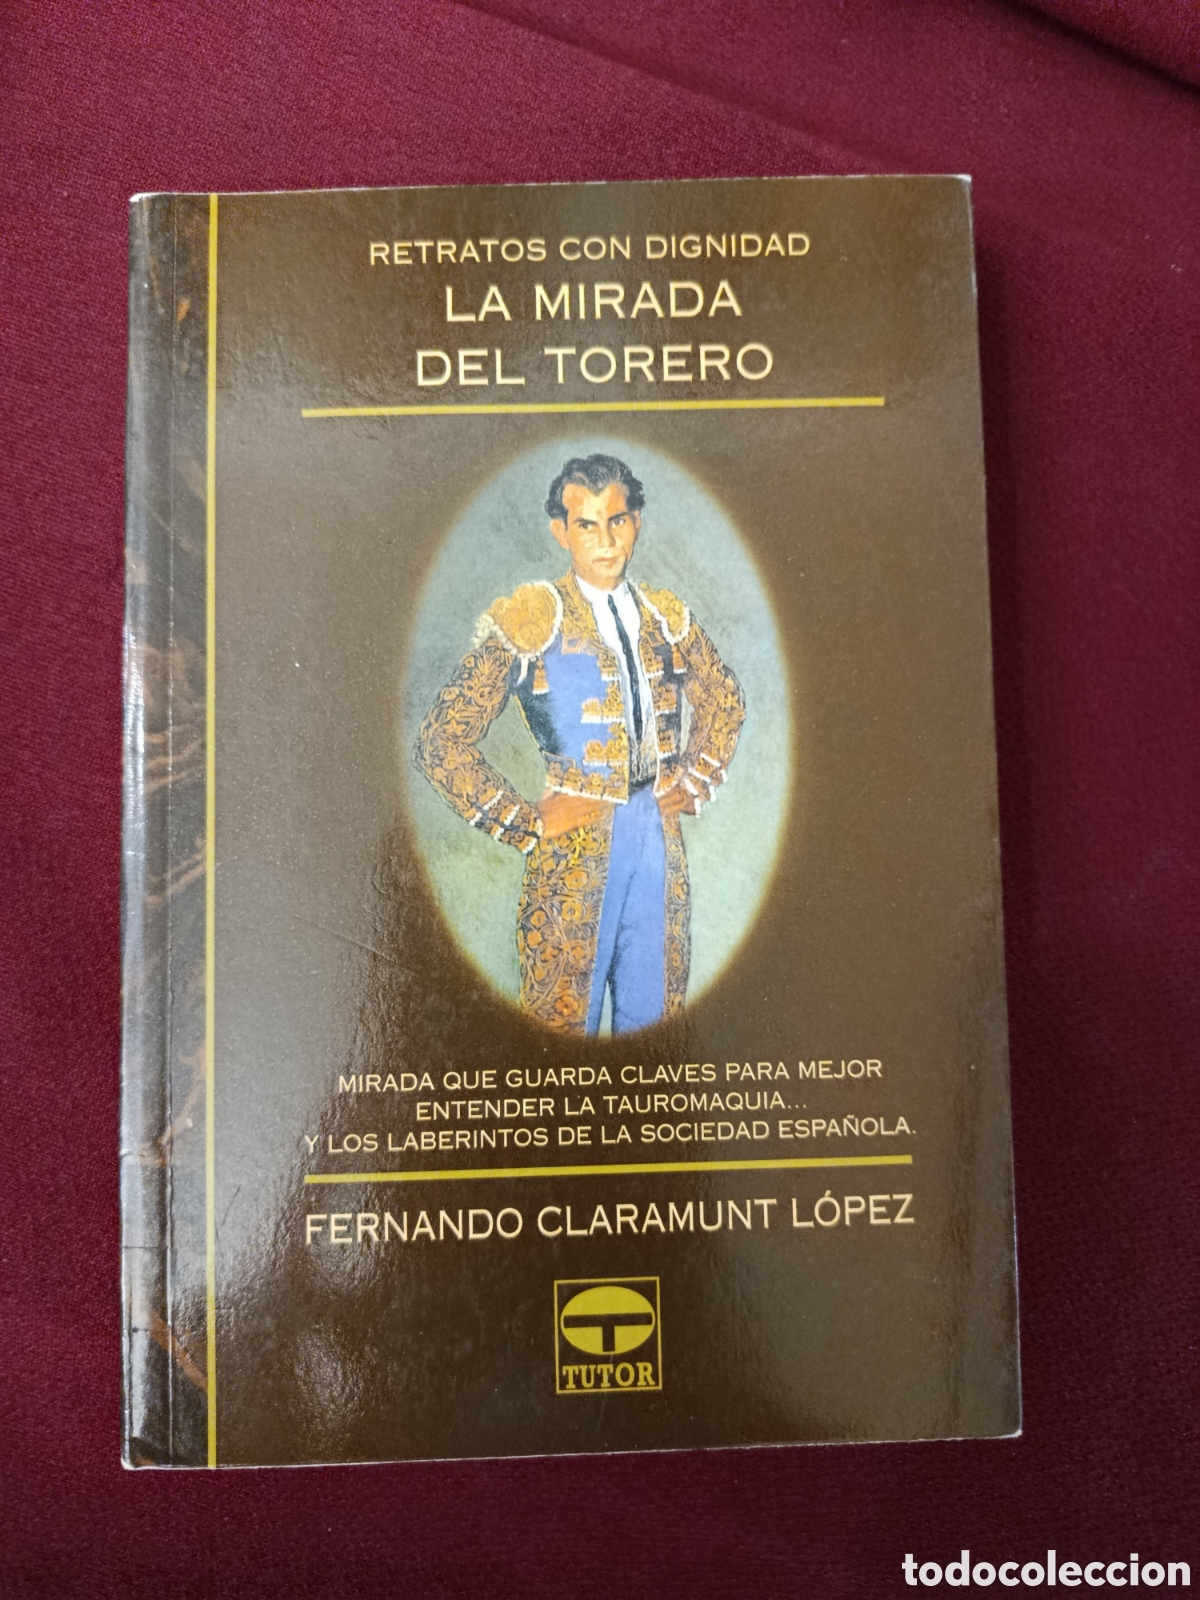 RETRATOS CON DIGNIDAD
LA MIRADA
DEL TORERO
MIRADA QUE GUARDA CLAVES PARA MEJOR
ENTENDER LA TAUROMAQUIA...
Y LOS LABERINTOS DE LA SOCIEDAD ESPAÑOLA.
FERNANDO CLARAMUNT LÓPEZ
TUTOR
todocoleccion